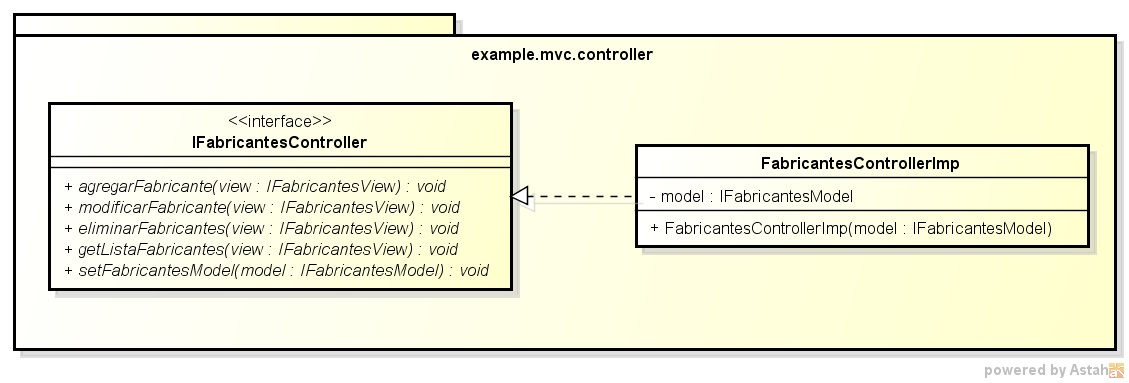 example.mvc.controller
<<interface>>
IFabricantesController
+ agregarFabricante(view : IFabricantesView) : void
+ modificarFabricante(view : IFabricantesView) : void
+ eliminarFabricantes(view : IFabricantesView) : void
+ getListaFabricantes(view : IFabricantesView) : void
+ setFabricantesModel(model : IFabricantesModel) : void
FabricantesControllerImp
- model : IFabricantesModel
+ FabricantesControllerImp(model : IFabricantesModel)
powered by Astah